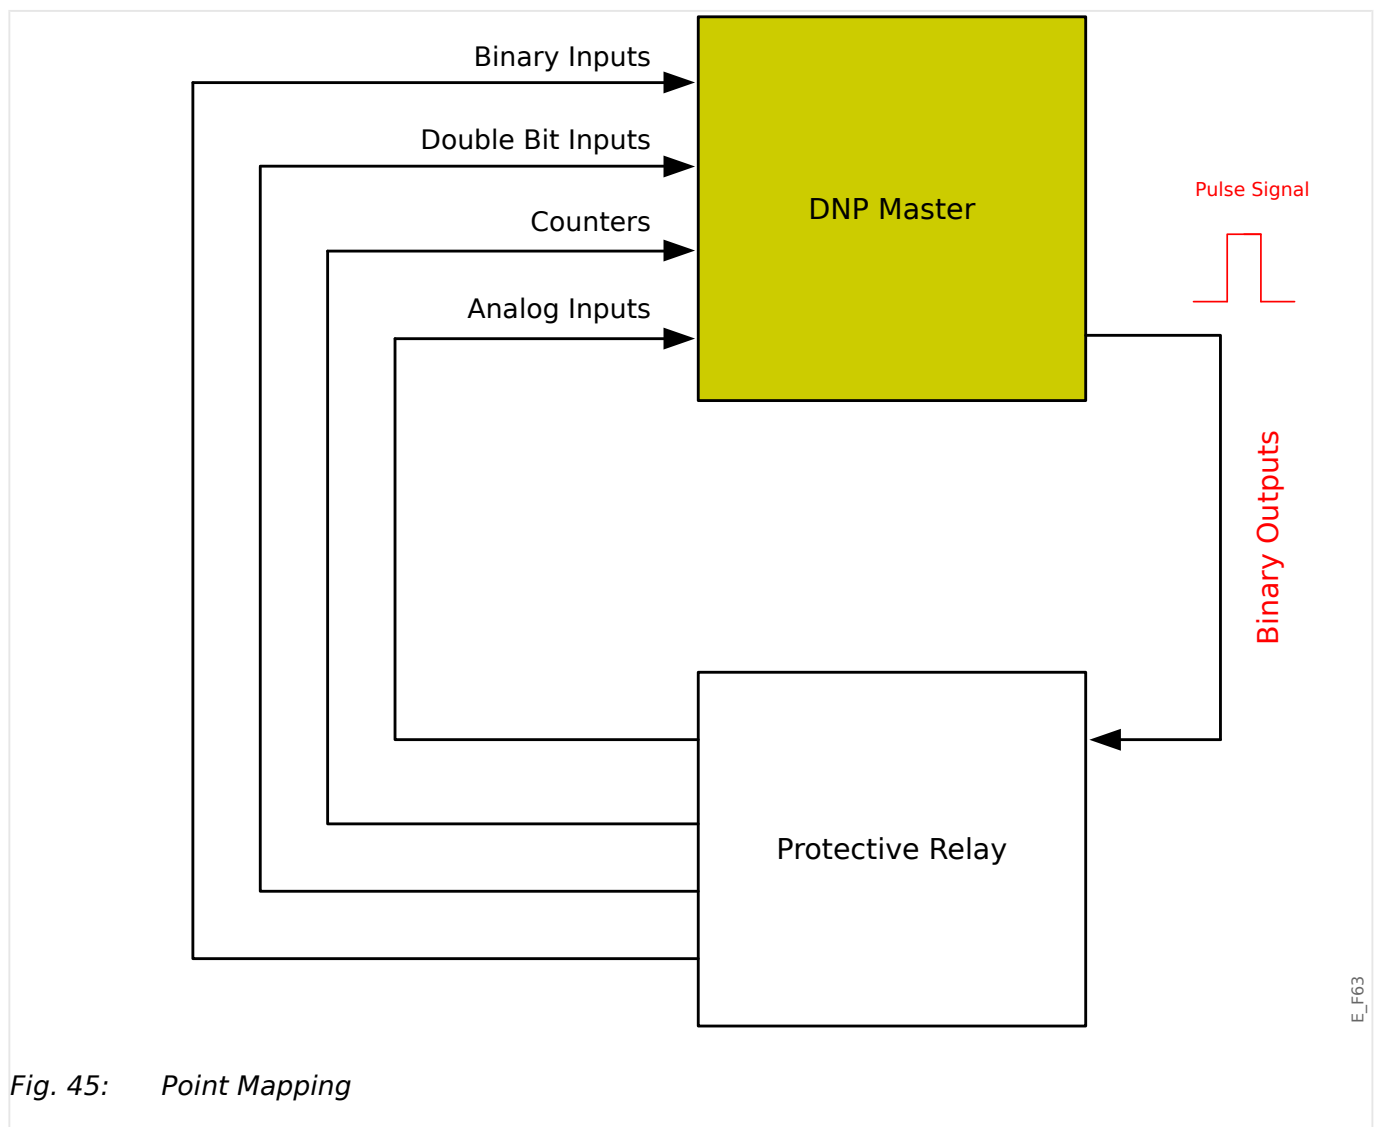 Binary Inputs
Double Bit Inputs
Counters
Analog Inputs
DNP Master
Pulse Signal
Binary Outputs
Protective Relay
E_F63
Fig. 45: Point Mapping